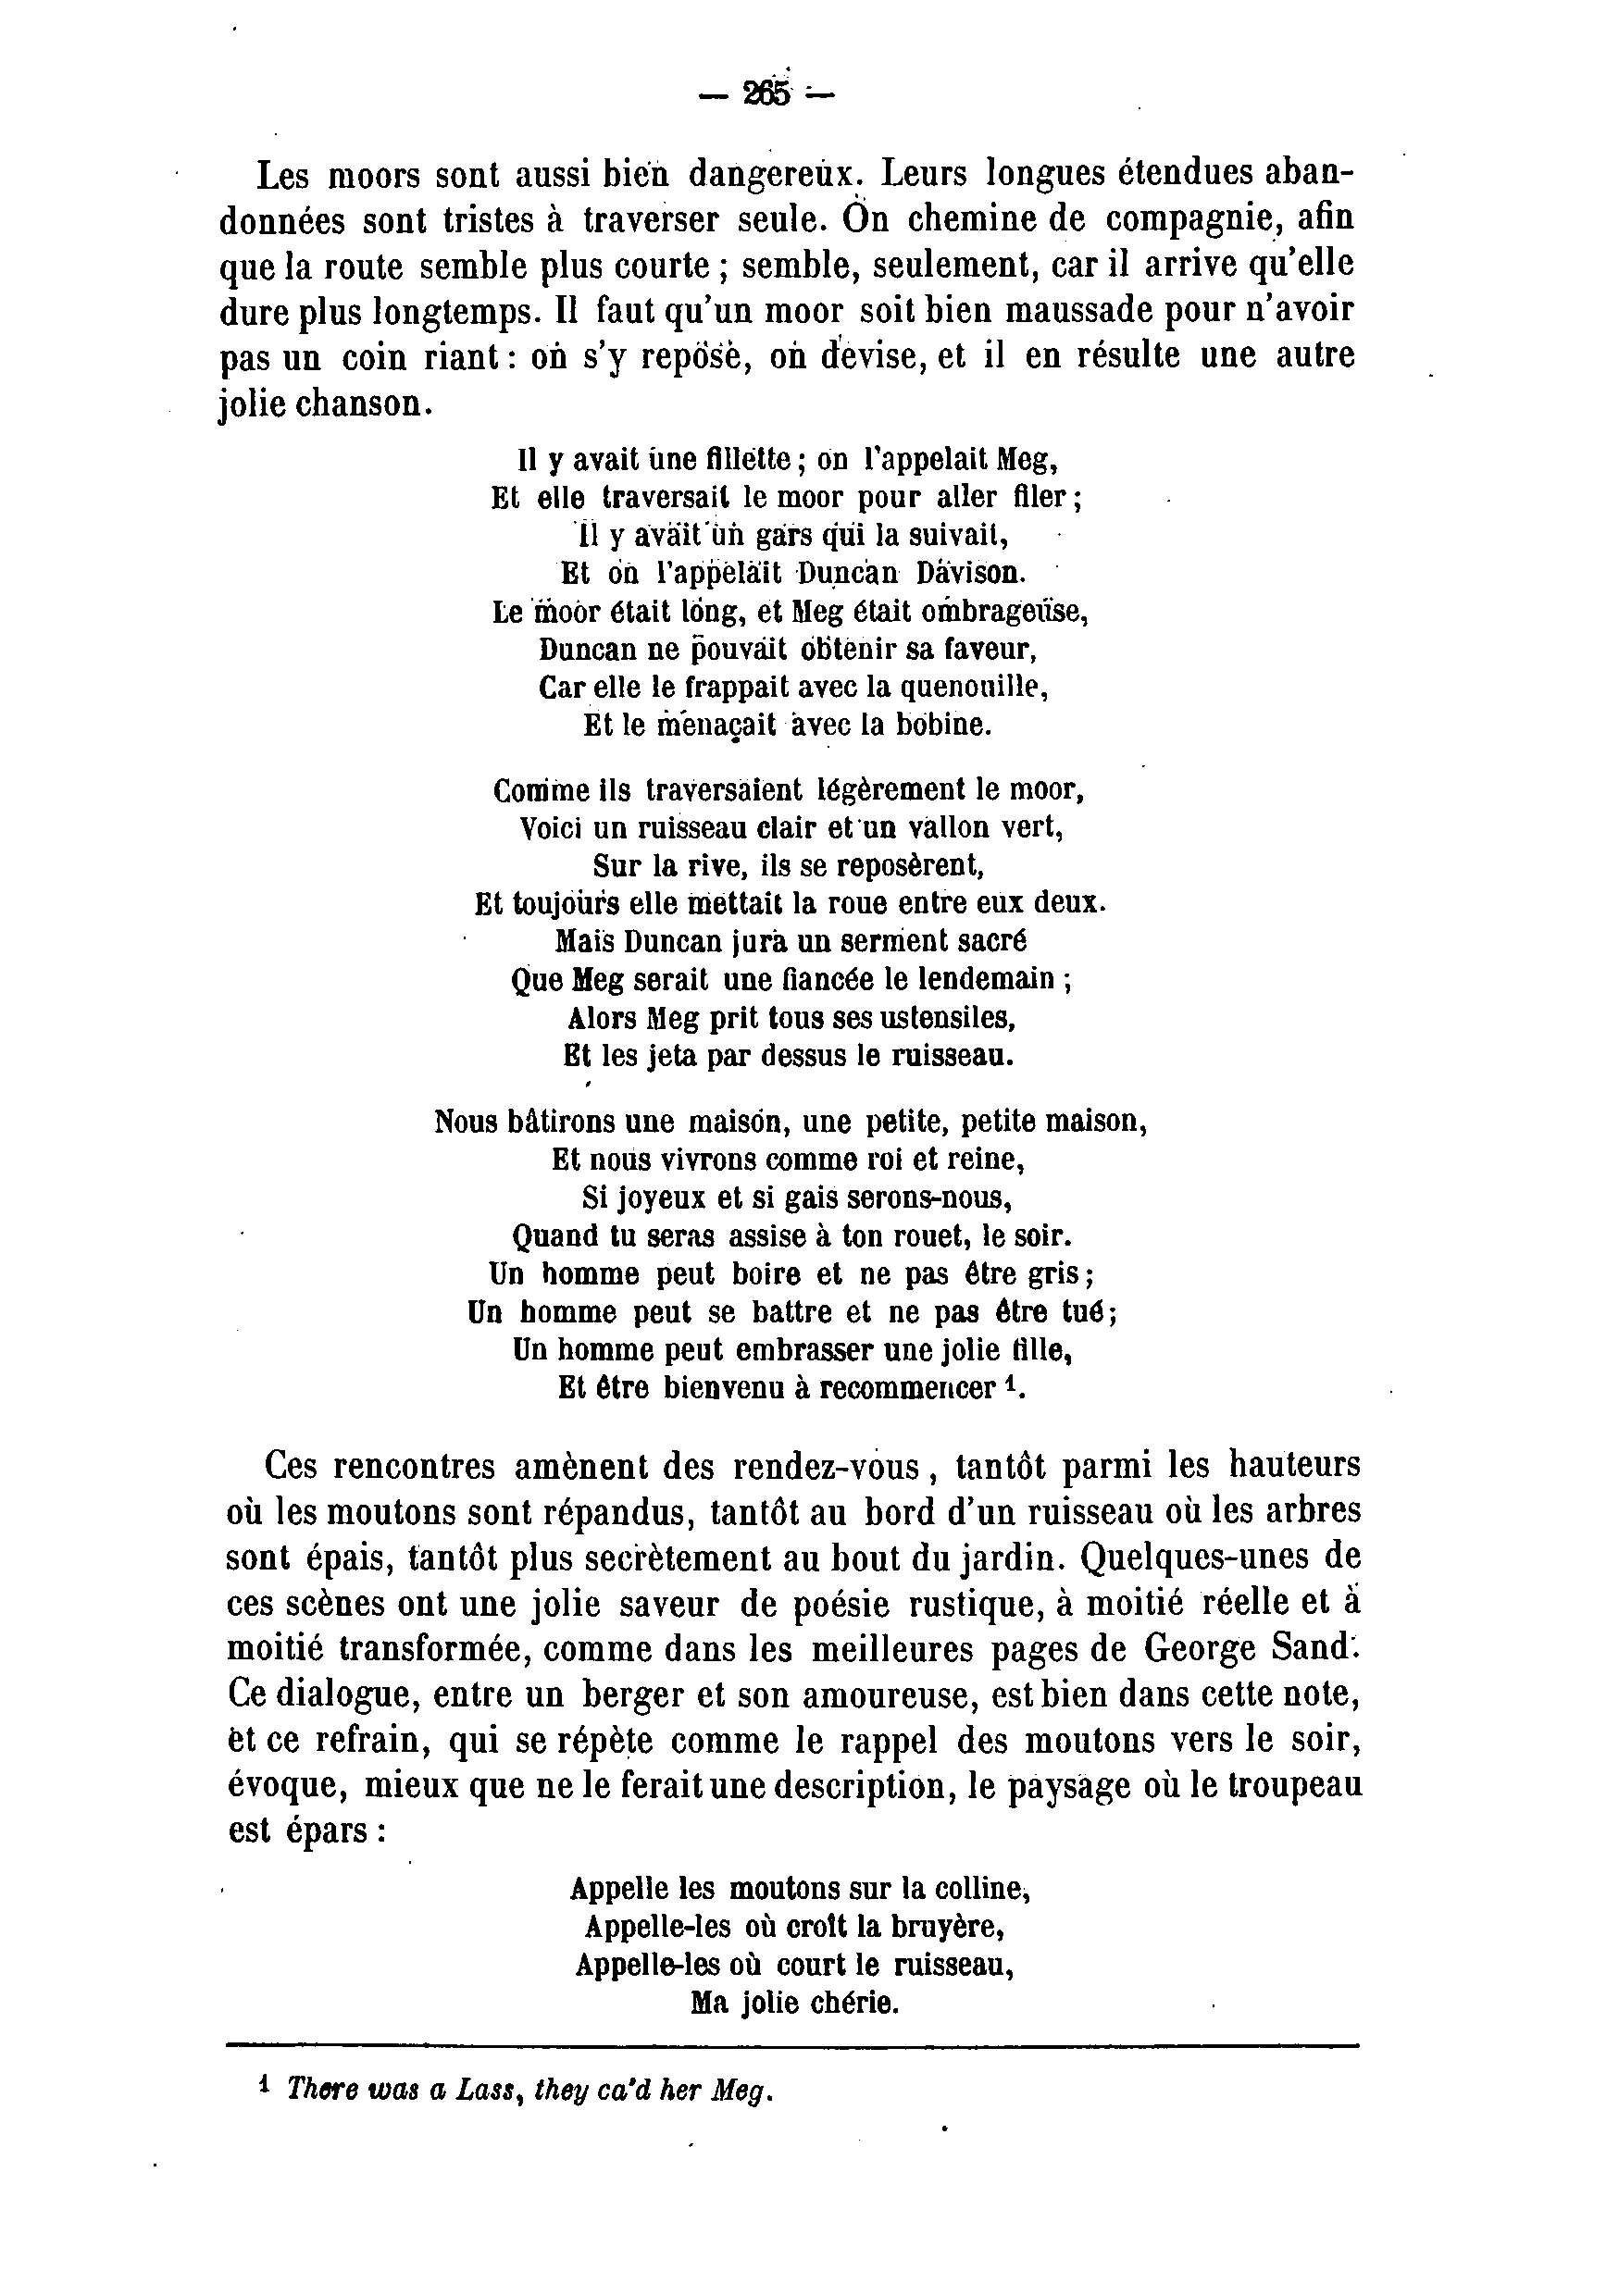 — 265 —
Les moors sont aussi bien dangereux. Leurs longues étendues aban-
données sont tristes à traverser seule. On chemine de compagnie, afin
que la route semble plus courte ; semble, seulement, car il arrive qu'elle
dure plus longtemps. Il faut qu'un moor soit bien maussade pour n'avoir
pas un coin riant : on s'y repose, on devise, et il en résulte une autre
jolie chanson.
Il y avait une fillette ; on l'appelait Meg,
Et elle traversait le moor pour aller filer ;
Il y avait un gars qui la suivait,
Et on l'appelait Duncan Davison.
Le moor était long, et Meg était ombrageuse,
Duncan ne pouvait obtenir sa faveur,
Car elle le frappait avec la quenouille,
Et le menaçait avec la bobine.
Comme ils traversaient légèrement le moor,
Voici un ruisseau clair et un vallon vert,
Sur la rive, ils se reposèrent,
Et toujours elle mettait la roue entre eux deux.
Mais Duncan jura un serment sacré
Que Meg serait une fiancée le lendemain ;
Alors Meg prit tous ses ustensiles,
Et les jeta par dessus le ruisseau.
Nous bâtirons une maison, une petite, petite maison,
Et nous vivrons comme roi et reine,
Si joyeux et si gais serons-nous,
Quand tu seras assise à ton rouet, le soir.
Un homme peut boire et ne pas être gris ;
Un homme peut se battre et ne pas être tué ;
Un homme peut embrasser une jolie fille,
Et être bienvenu à recommencer 1.
Ces rencontres amènent des rendez-vous, tantôt parmi les hauteurs
où les moutons sont répandus, tantôt au bord d'un ruisseau où les arbres
sont épais, tantôt plus secrètement au bout du jardin. Quelques-unes de
ces scènes ont une jolie saveur de poésie rustique, à moitié réelle et à
moitié transformée, comme dans les meilleures pages de George Sand.
Ce dialogue, entre un berger et son amoureuse, est bien dans cette note,
et ce refrain, qui se répète comme le rappel des moutons vers le soir,
évoque, mieux que ne le ferait une description, le paysage où le troupeau
est épars :
Appelle les moutons sur la colline,
Appelle-les où croît la bruyère,
Appelle-les où court le ruisseau,
Ma jolie chérie.
1 There was a Lass, they ca'd her Meg.